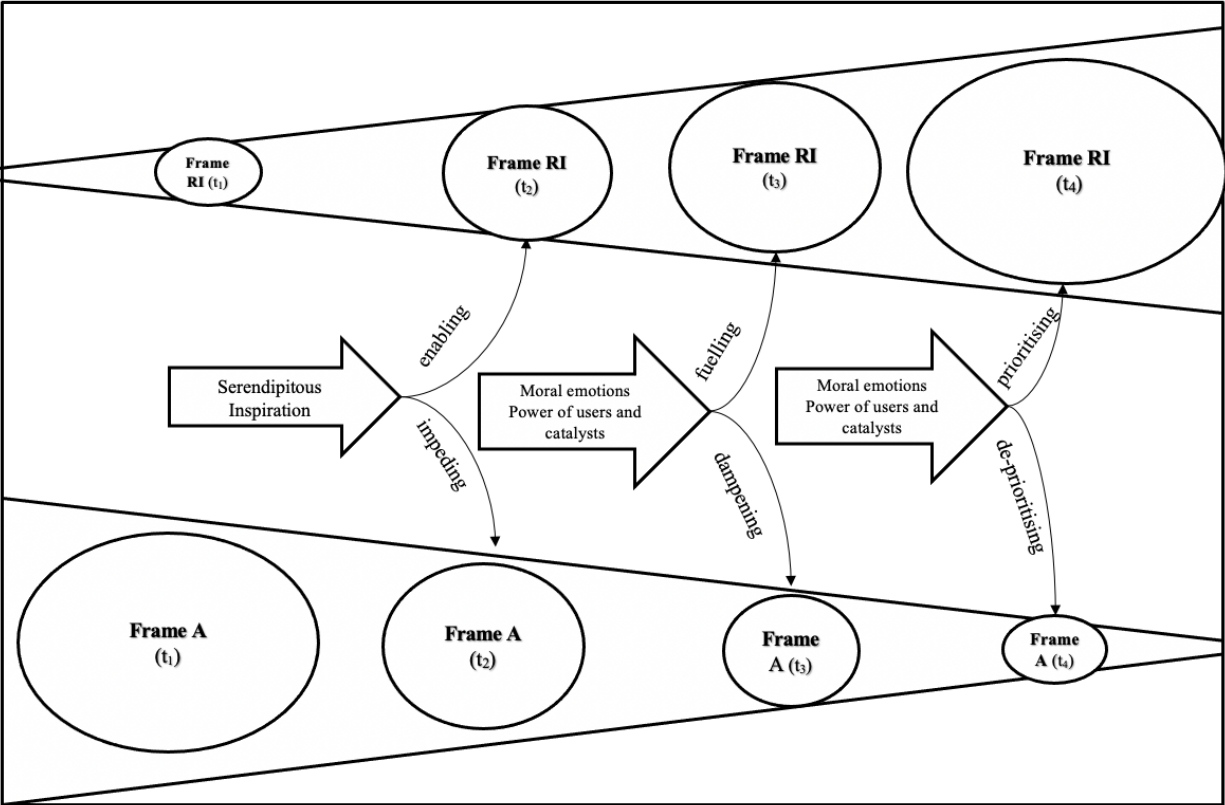 Frame
RI (t₁)
Frame RI
(t₂)
Frame RI
(t₃)
Frame RI
(t₄)
enabling
fuelling
prioritising
Serendipitous
Inspiration
Moral emotions
Power of users and
catalysts
Moral emotions
Power of users and
catalysts
impeding
dampening
de-prioritising
Frame A
(t₁)
Frame A
(t₂)
Frame
A (t₃)
Frame
A (t₄)